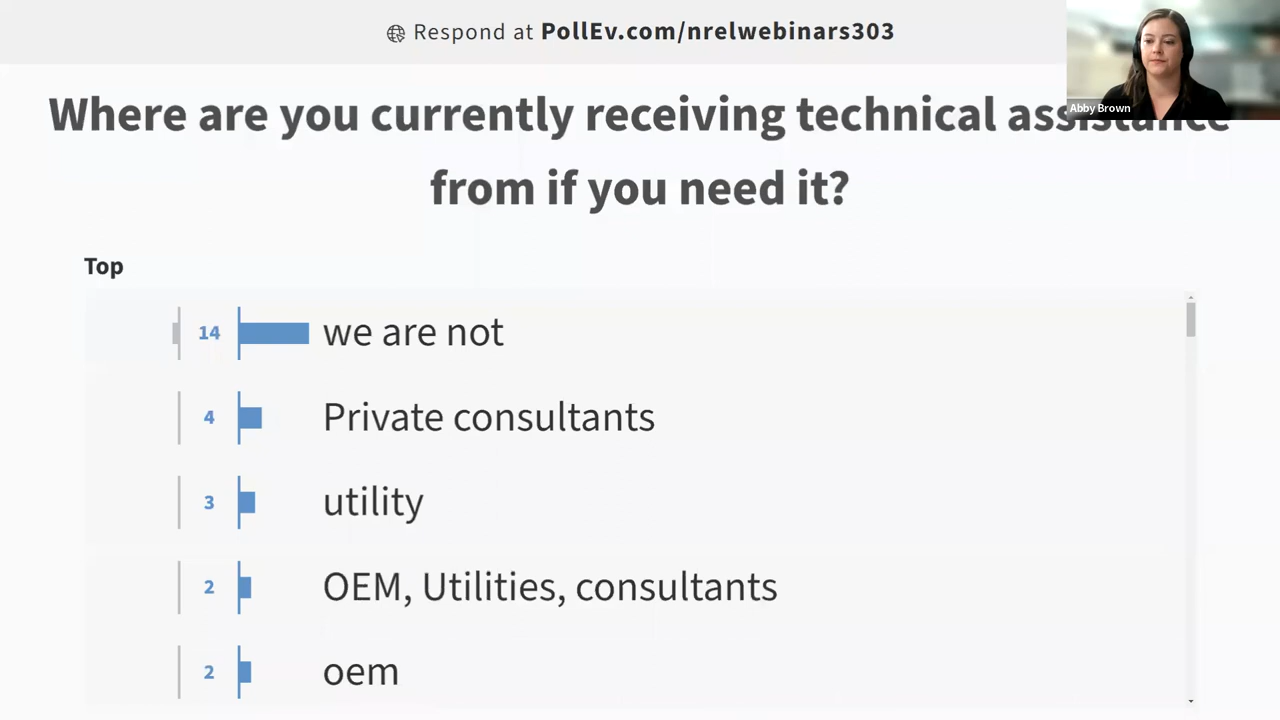 Respond at PollEv.com/nrelwebinars303
Abby Brown
Where are you currently receiving technical assistance
from if you need it?
Top
14 we are not
4 Private consultants
3 utility
2 OEM, Utilities, consultants
2 oem